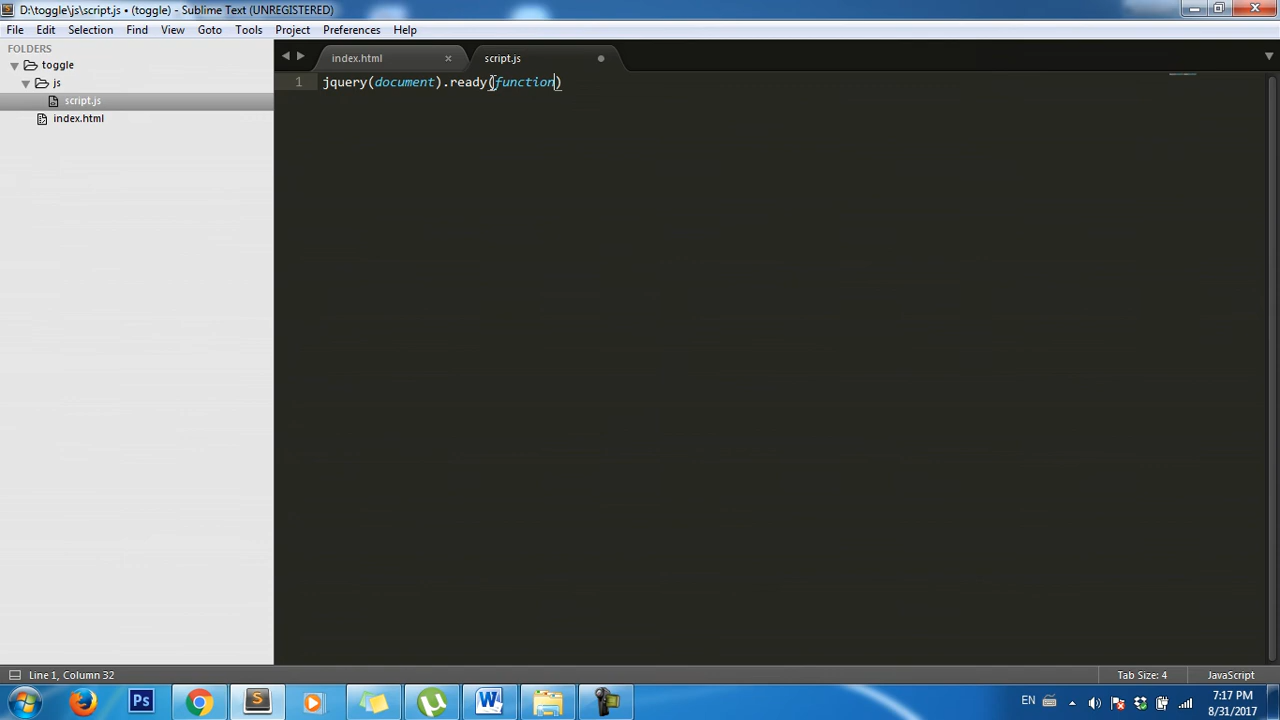 D:\toggle\js\script.js • (toggle) - Sublime Text (UNREGISTERED)
File Edit Selection Find View Goto Tools Project Preferences Help
FOLDERS
toggle
js
script.js
index.html
index.html ×
script.js
1 jquery(document).ready(function)
Line 1, Column 32
Tab Size: 4
JavaScript
Ps
S
W
EN
7:17 PM
8/31/2017